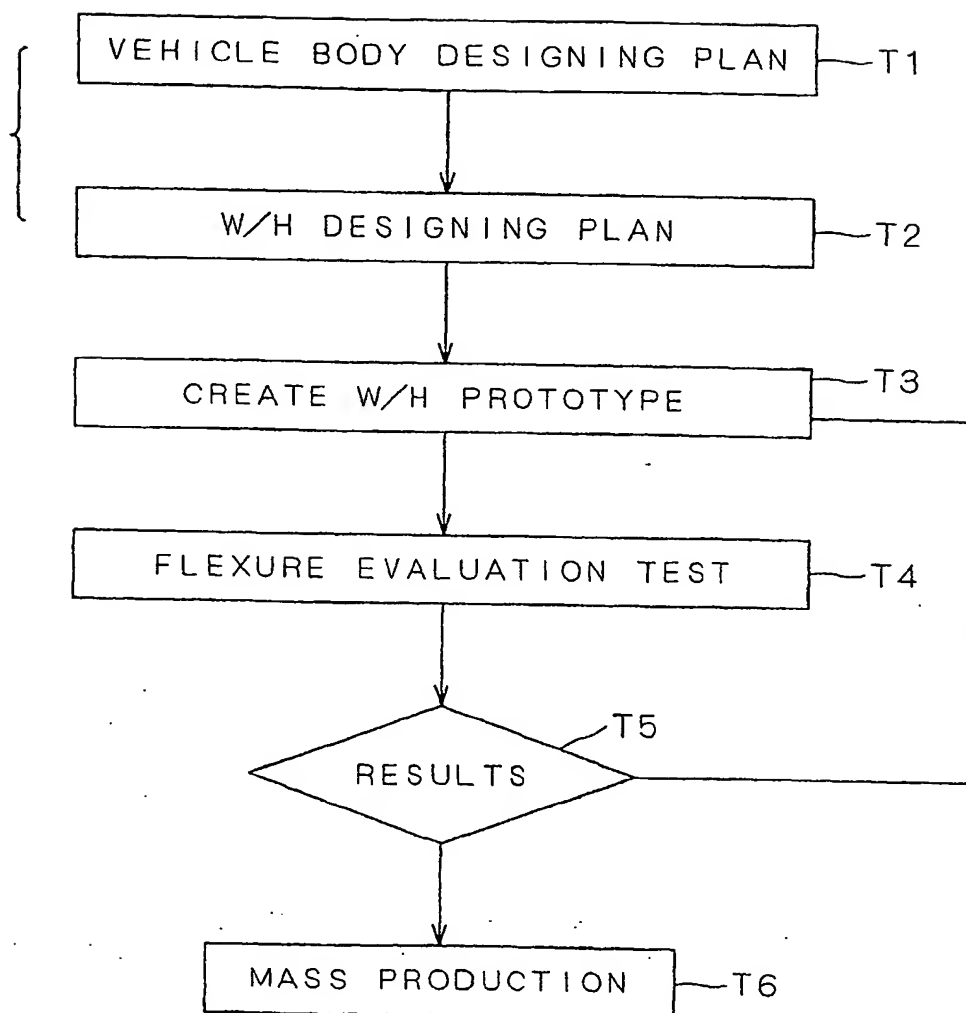 VEHICLE BODY DESIGNING PLAN T1
W/H DESIGNING PLAN T2
CREATE W/H PROTOTYPE T3
FLEXURE EVALUATION TEST T4
RESULTS T5
MASS PRODUCTION T6